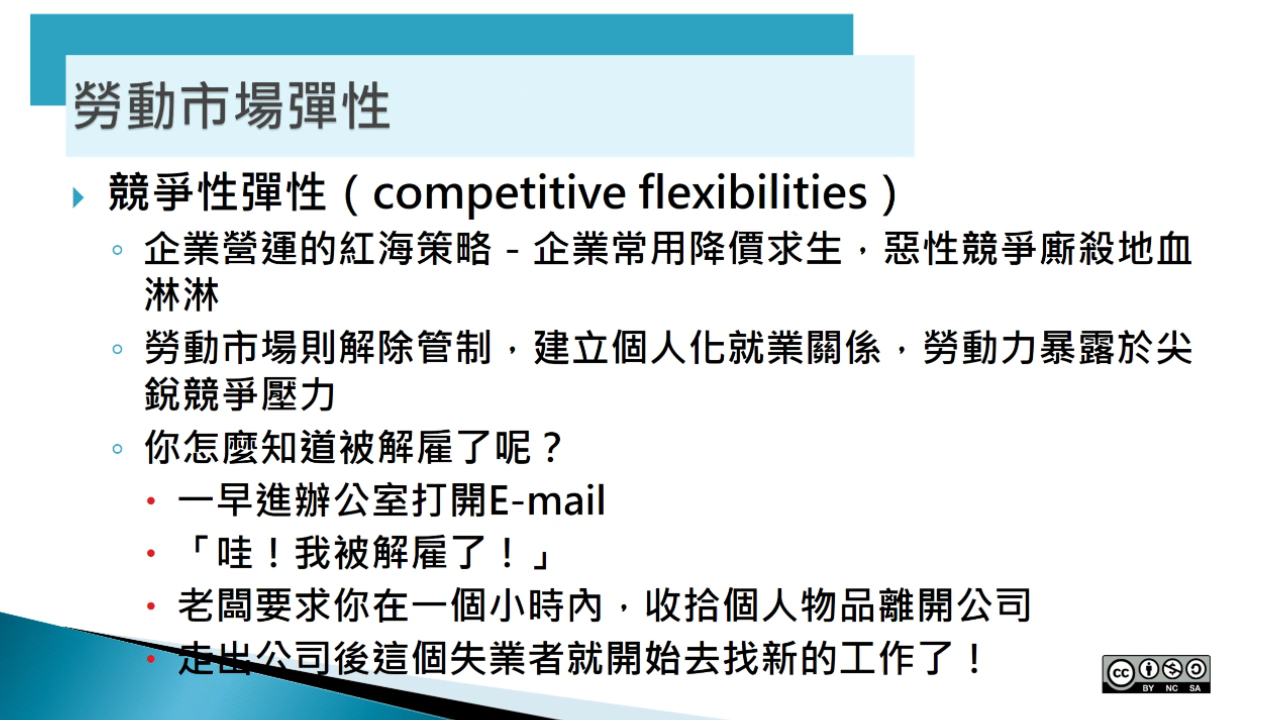 勞動市場彈性
競爭性彈性（competitive flexibilities）
企業營運的紅海策略－企業常用降價求生，惡性競爭廝殺地血
淋淋
勞動市場則解除管制，建立個人化就業關係，勞動力暴露於尖
銳競爭壓力
你怎麼知道被解雇了呢？
一早進辦公室打開E-mail
「哇！我被解雇了！」
老闆要求你在一個小時內，收拾個人物品離開公司
走出公司後這個失業者就開始去找新的工作了！
CC BY NC SA